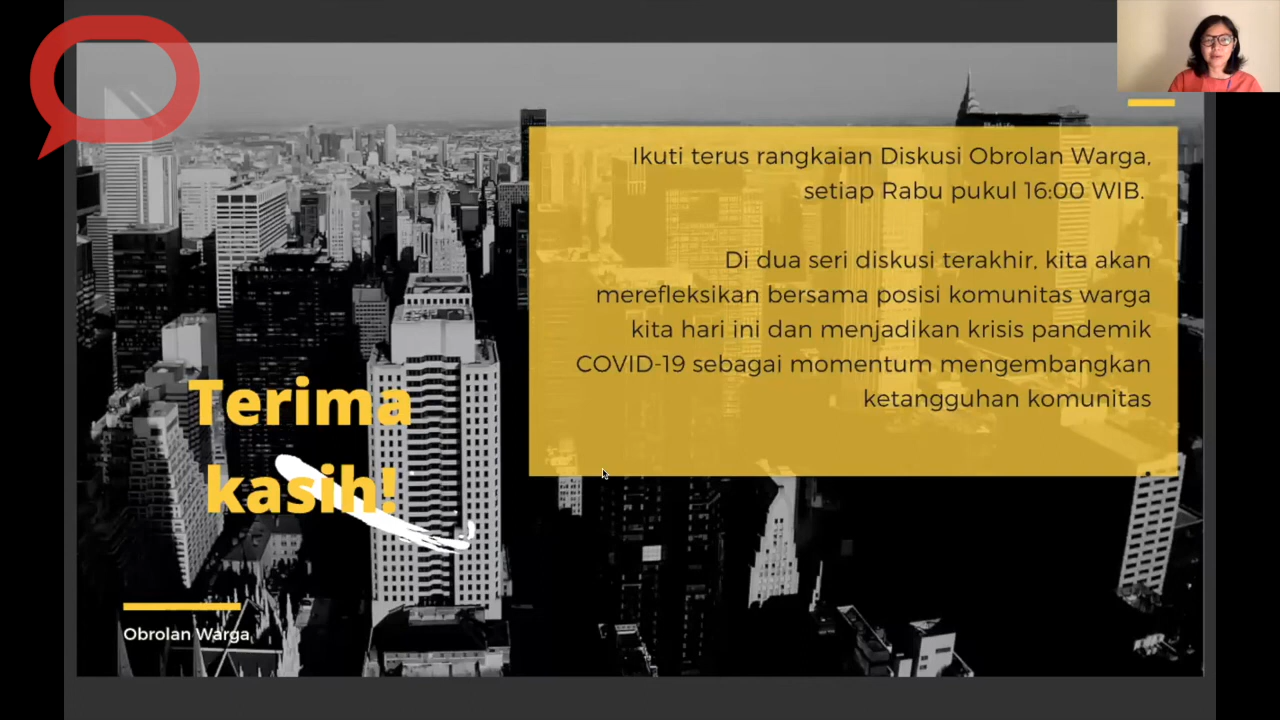 Ikuti terus rangkaian Diskusi Obrolan Warga,
setiap Rabu pukul 16:00 WIB.
Di dua seri diskusi terakhir, kita akan
merefleksikan bersama posisi komunitas warga
kita hari ini dan menjadikan krisis pandemik
COVID-19 sebagai momentum mengembangkan
ketangguhan komunitas
Terima
kasih!
Obrolan Warga